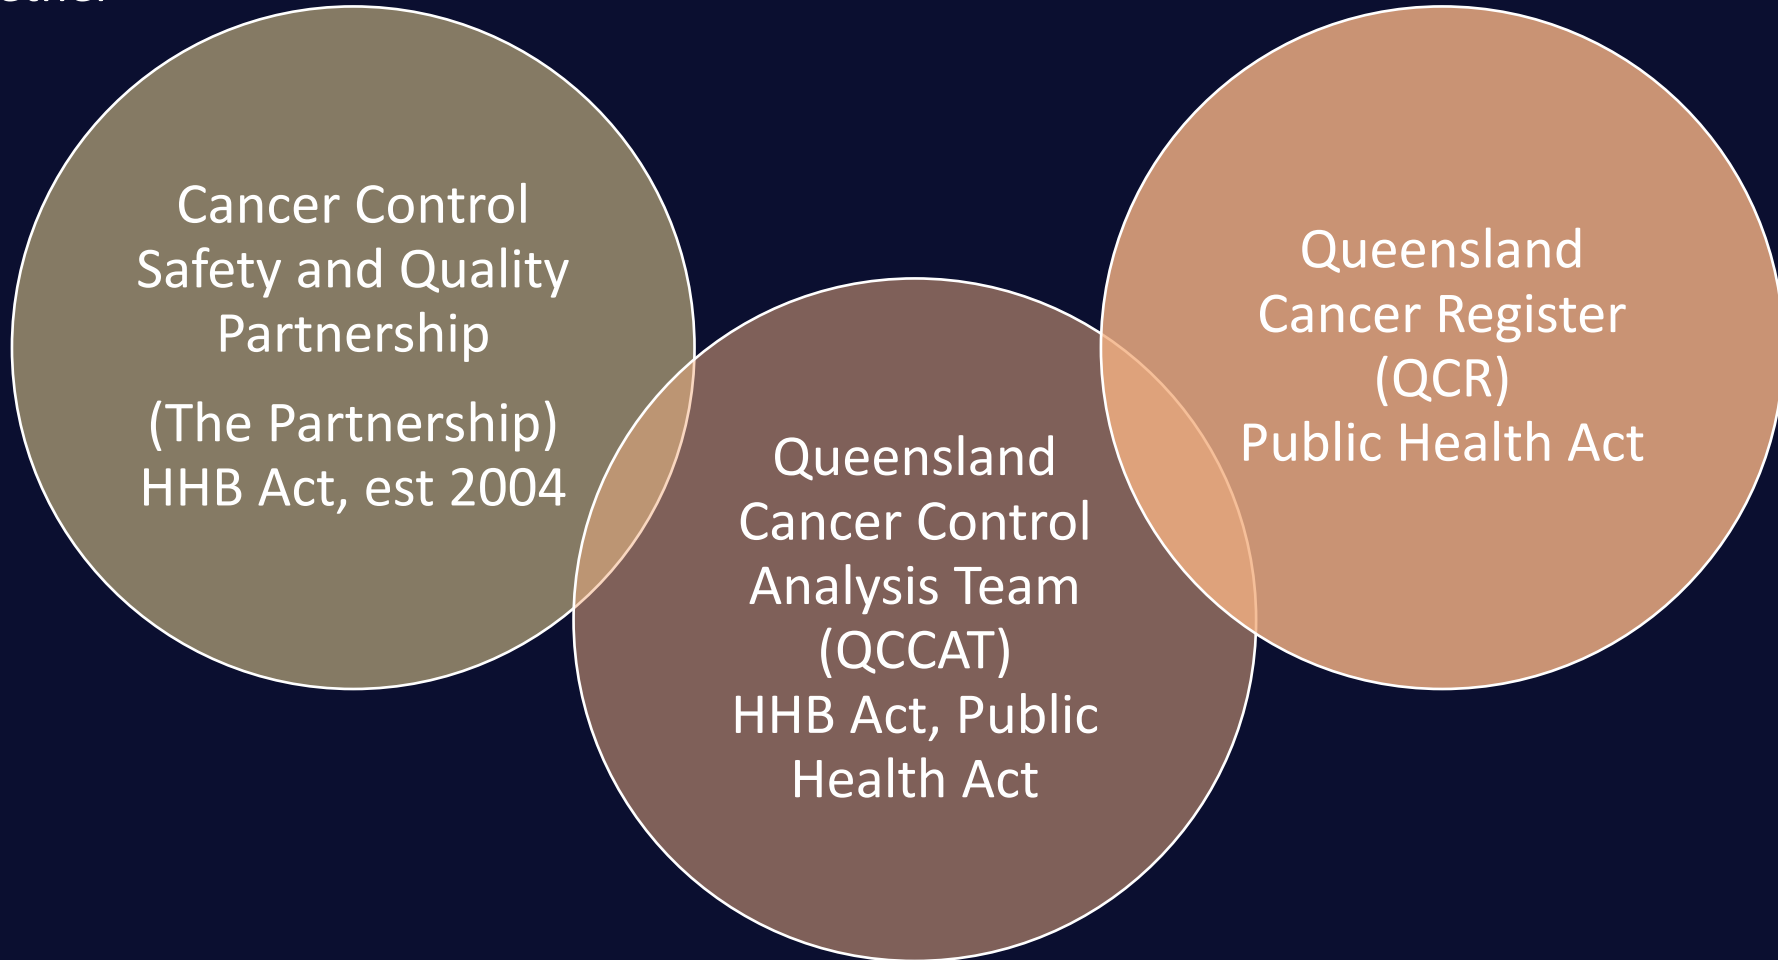 Cancer Control
Safety and Quality
Partnership
(The Partnership)
HHB Act, est 2004
Queensland
Cancer Control
Analysis Team
(QCCAT)
HHB Act, Public
Health Act
Queensland
Cancer Register
(QCR)
Public Health Act